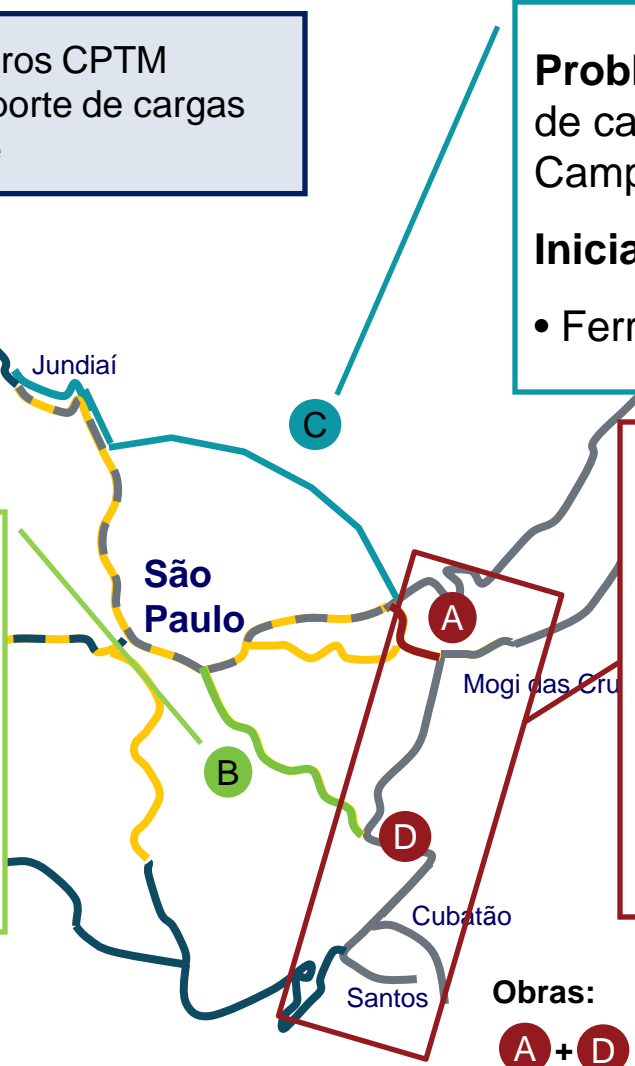 ros CPTM
porte de cargas
Probl
de ca
Camp
Inicia
• Ferr
Jundiaí
C
São
Paulo
A
Mogi das Cru
B
D
Cubatão
Santos
Obras:
A + D